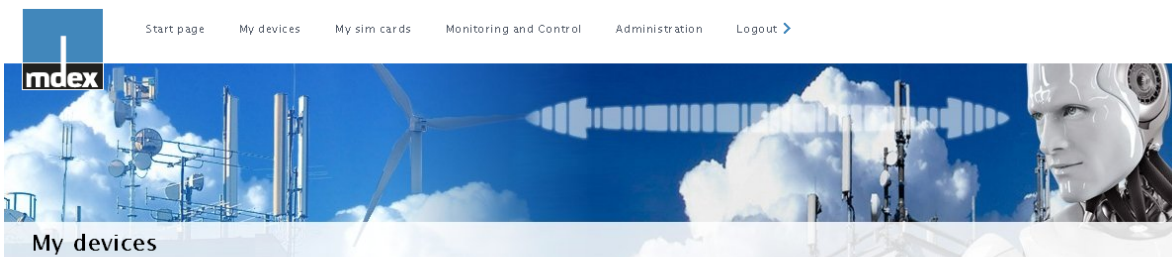 Start page My devices My sim cards Monitoring and Control Administration Logout
mdex
My devices